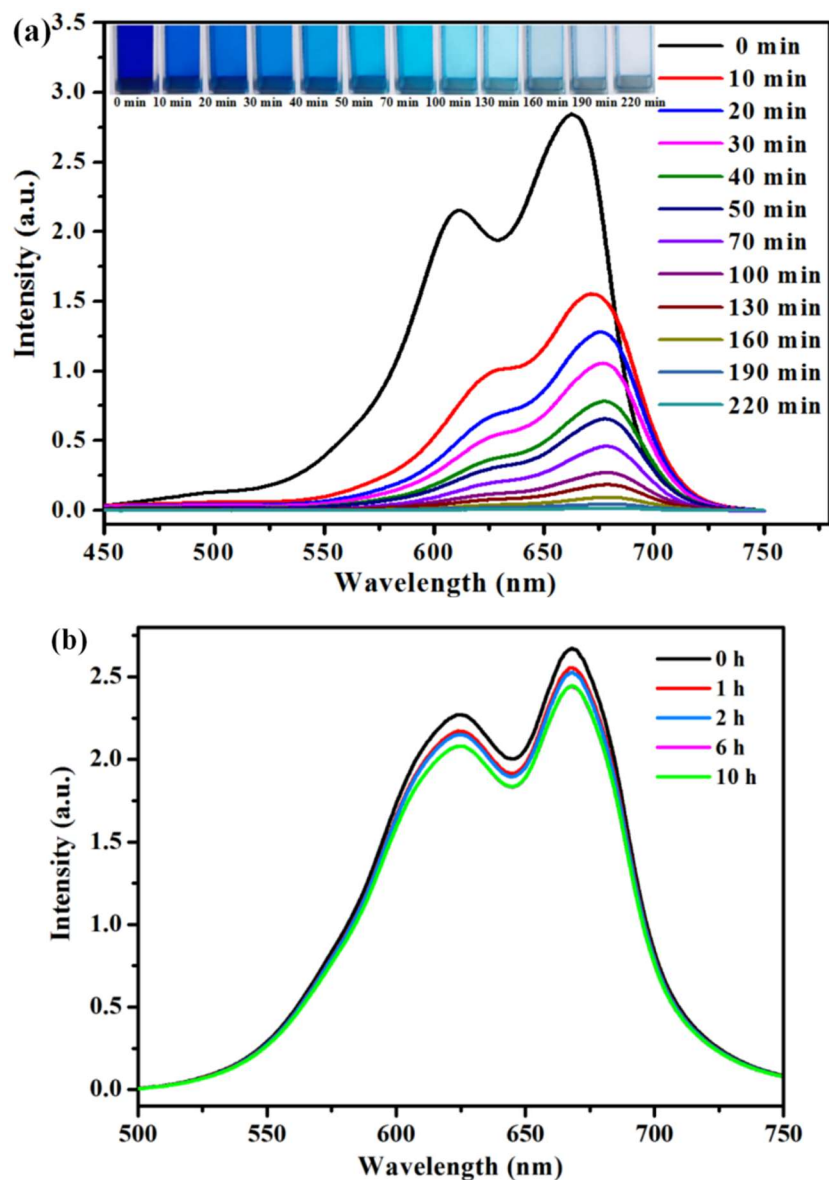 (a)
3.5
3.0
2.5
2.0
1.5
1.0
0.5
0.0
Intensity (a.u.)
0 min 10 min 20 min 30 min 40 min 50 min 70 min 100 min 130 min 160 min 190 min 220 min
0 min
10 min
20 min
30 min
40 min
50 min
70 min
100 min
130 min
160 min
190 min
220 min
450 500 550 600 650 700 750
Wavelength (nm)
(b)
2.5
2.0
1.5
1.0
0.5
0.0
Intensity (a.u.)
0 h
1 h
2 h
6 h
10 h
500 550 600 650 700 750
Wavelength (nm)